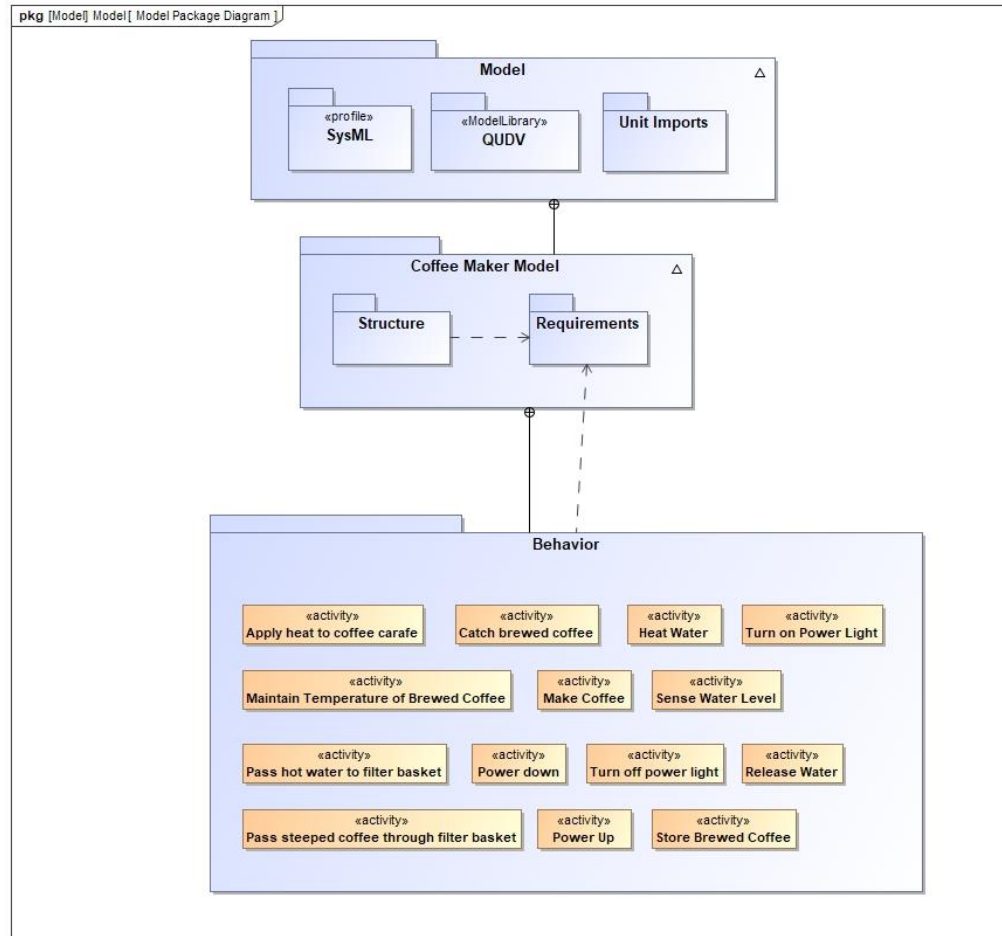 pkg [Model] Model [ Model Package Diagram ]
Model
«profile»
SysML
«ModelLibrary»
QUDV
Unit Imports
Coffee Maker Model
Structure
Requirements
Behavior
«activity»
Apply heat to coffee carafe
«activity»
Catch brewed coffee
«activity»
Heat Water
«activity»
Turn on Power Light
«activity»
Maintain Temperature of Brewed Coffee
«activity»
Make Coffee
«activity»
Sense Water Level
«activity»
Pass hot water to filter basket
«activity»
Power down
«activity»
Turn off power light
«activity»
Release Water
«activity»
Pass steeped coffee through filter basket
«activity»
Power Up
«activity»
Store Brewed Coffee